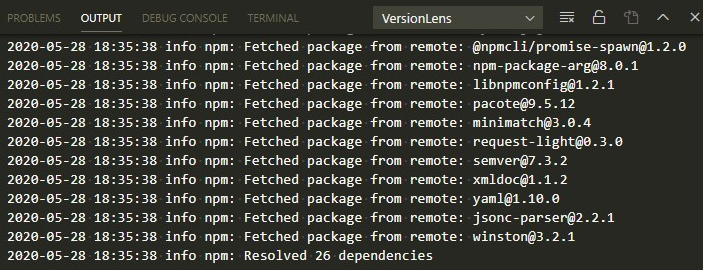 PROBLEMS OUTPUT DEBUG CONSOLE TERMINAL VersionLens
2020-05-28 18:35:38 info npm: Fetched package from remote: @npmcli/promise-spawn@1.2.0
2020-05-28 18:35:38 info npm: Fetched package from remote: npm-package-arg@8.0.1
2020-05-28 18:35:38 info npm: Fetched package from remote: libnpmconfig@1.2.1
2020-05-28 18:35:38 info npm: Fetched package from remote: pacote@9.5.12
2020-05-28 18:35:38 info npm: Fetched package from remote: minimatch@3.0.4
2020-05-28 18:35:38 info npm: Fetched package from remote: request-light@0.3.0
2020-05-28 18:35:38 info npm: Fetched package from remote: semver@7.3.2
2020-05-28 18:35:38 info npm: Fetched package from remote: xmldoc@1.1.2
2020-05-28 18:35:38 info npm: Fetched package from remote: yaml@1.10.0
2020-05-28 18:35:38 info npm: Fetched package from remote: jsonc-parser@2.2.1
2020-05-28 18:35:38 info npm: Fetched package from remote: winston@3.2.1
2020-05-28 18:35:38 info npm: Resolved 26 dependencies